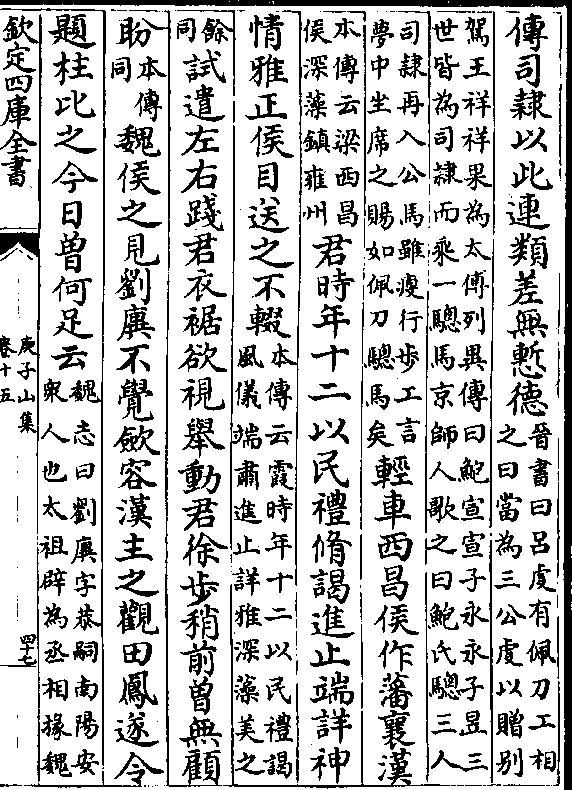 傳司隷以此連類差無慙德晉書曰呂虔有佩刀工相
之曰當為三公虔以贈别
駕王祥祥果為太傅列異傳曰鮑宣宣子永永子昱三
世皆為司隷而乘一驄馬京師人歌之曰鮑氏驄三人
司隷再入公馬雖瘦行歩工言
夢中坐席之賜如佩刀驄馬矣輕車西昌侯作藩襄漢
本傳云梁西昌
侯深藻鎮雍州君時年十二以民禮脩謁進止端詳神
情雅正侯目送之不輟本傳云霞時年十二以民禮謁
風儀端肅進止詳雅深藻美之
餘
同試遣左右踐君衣裾欲視舉動君徐歩稍前曽無顧
盼本傳
同魏侯之見劉廙不覺斂容漢主之觀田鳳遂令
題柱比之今日曽何足云魏志曰劉廙字恭嗣南陽安
衆人也太祖辟為丞相掾魏
欽定四庫全書
庾子山集
卷十五
四十七